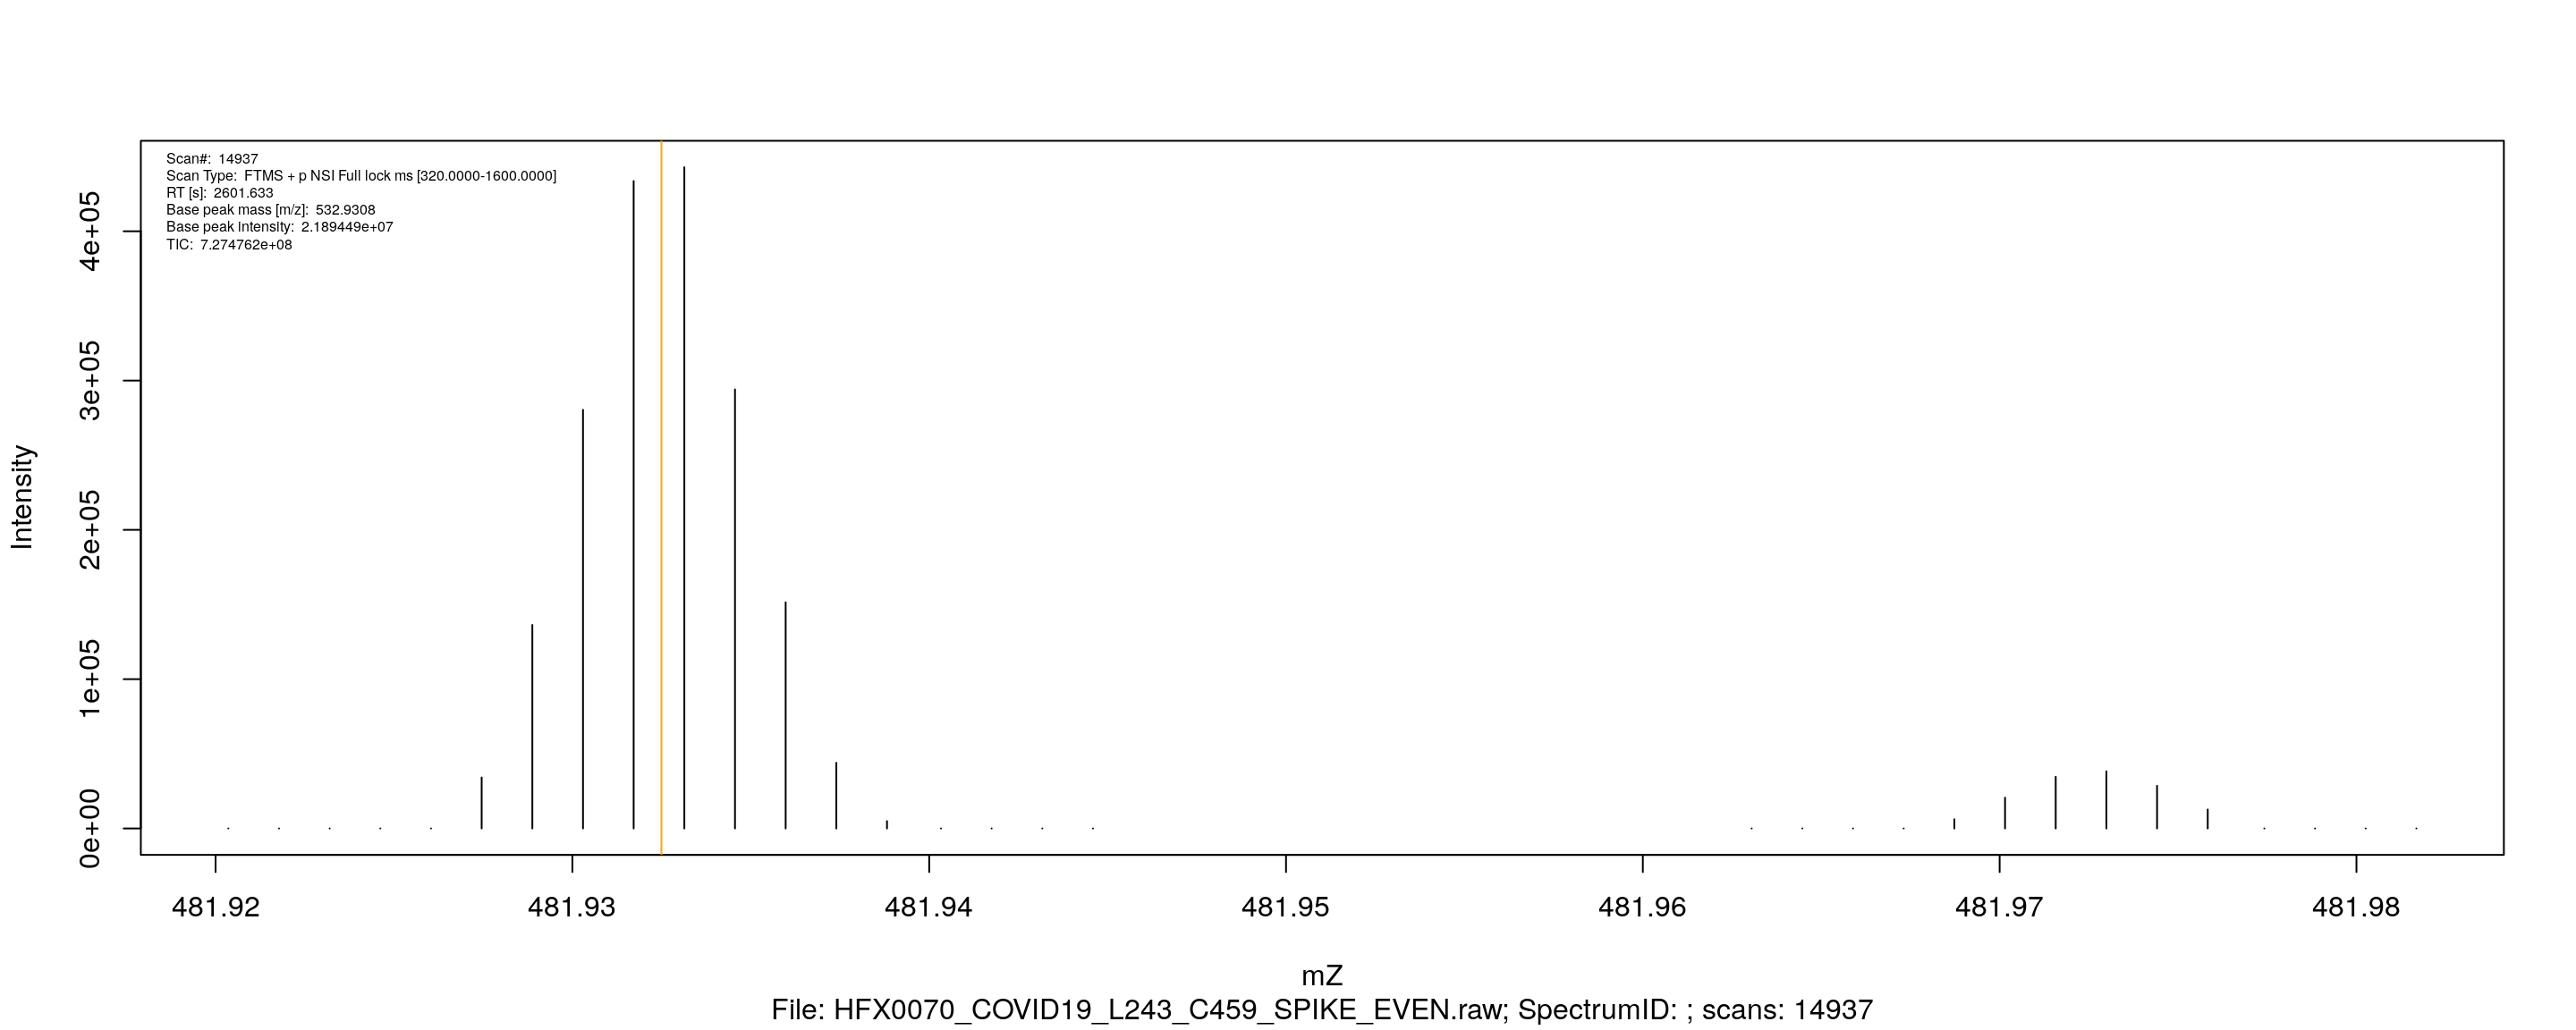 Scan#: 14937
Scan Type: FTMS + p NSI Full lock ms [320.0000-1600.0000]
RT [s]: 2601.633
Base peak mass [m/z]: 532.9308
Base peak intensity: 2.189449e+07
TIC: 7.274762e+08
Intensity
4e+05
3e+05
2e+05
1e+05
0e+00
481.92 481.93 481.94 481.95 481.96 481.97 481.98
mZ
File: HFX0070_COVID19_L243_C459_SPIKE_EVEN.raw; SpectrumID: ; scans: 14937